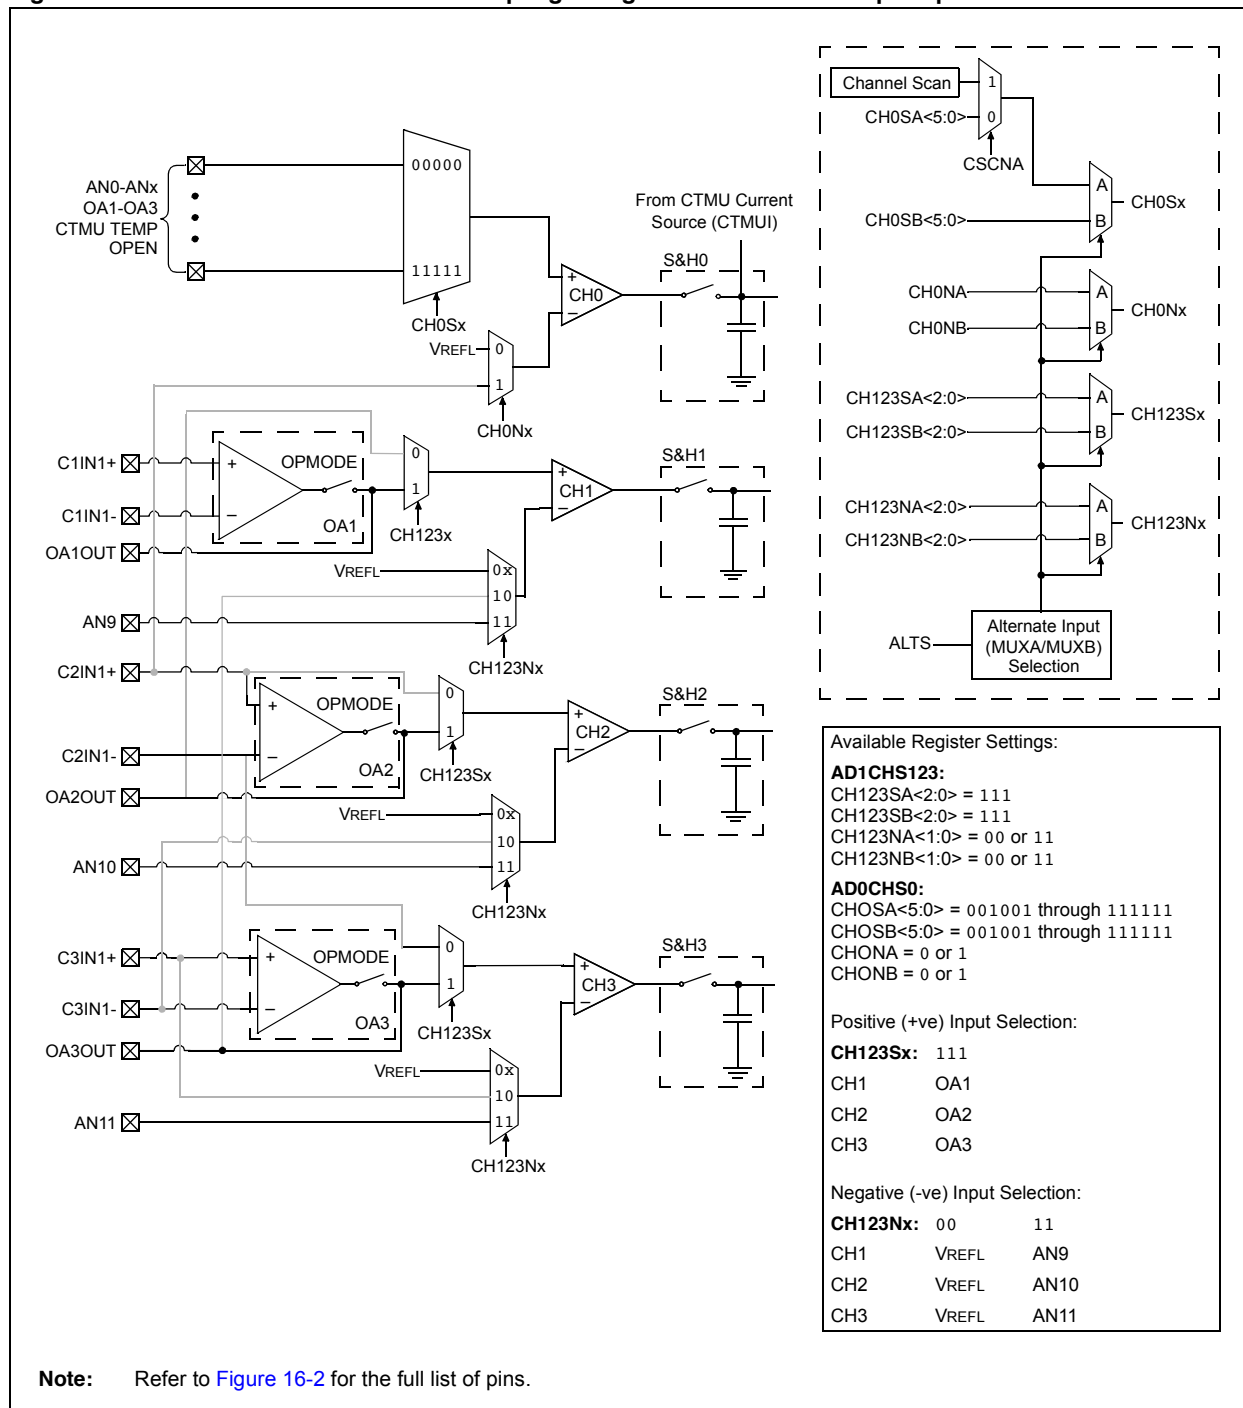 AN0-ANx
OA1-OA3
CTMU TEMP
OPEN
00000
11111
CH0Sx
VREFL
0
1
CH0Nx
+
–
CH0
From CTMU Current
Source (CTMUI)
S&H0
C1IN1+
C1IN1-
OA1OUT
+
–
OPMODE
OA1
0
1
CH123x
+
–
CH1
S&H1
VREFL
0x
10
11
CH123Nx
AN9
C2IN1+
C2IN1-
OA2OUT
+
–
OPMODE
OA2
0
1
CH123Sx
+
–
CH2
S&H2
VREFL
0x
10
11
CH123Nx
AN10
C3IN1+
C3IN1-
OA3OUT
+
–
OPMODE
OA3
0
1
CH123Sx
+
–
CH3
S&H3
VREFL
0x
10
11
CH123Nx
AN11
Channel Scan
1
CH0SA<5:0>
0
CSCNA
A
CH0Sx
CH0SB<5:0>
B
CH0NA
A
CH0Nx
CH0NB
B
CH123SA<2:0>
A
CH123Sx
CH123SB<2:0>
B
CH123NA<2:0>
A
CH123Nx
CH123NB<2:0>
B
ALTS
Alternate Input
(MUXA/MUXB)
Selection
Available Register Settings:
AD1CHS123:
CH123SA<2:0> = 111
CH123SB<2:0> = 111
CH123NA<1:0> = 00 or 11
CH123NB<1:0> = 00 or 11
AD0CHS0:
CHOSA<5:0> = 001001 through 111111
CHOSB<5:0> = 001001 through 111111
CHONA = 0 or 1
CHONB = 0 or 1
Positive (+ve) Input Selection:
CH123Sx: 111
CH1 OA1
CH2 OA2
CH3 OA3
Negative (-ve) Input Selection:
CH123Nx: 00 11
CH1 VREFL AN9
CH2 VREFL AN10
CH3 VREFL AN11
Note: Refer to Figure 16-2 for the full list of pins.